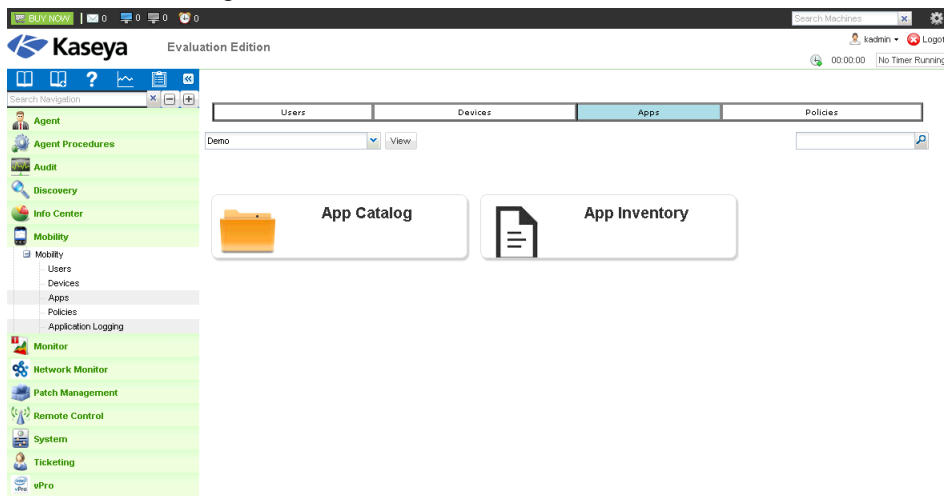 BUY NOW 0 0 0 0 Search Machines
Kaseya Evaluation Edition kadmin Logof
00:00:00 No Timer Running
Search Navigation
Users Devices Apps Policies
Demo View
Agent
Agent Procedures
Audit
Discovery
Info Center
Mobility
Mobility
Users
Devices
Apps
Policies
Application Logging
Monitor
Network Monitor
Patch Management
Remote Control
System
Ticketing
vPro
App Catalog
App Inventory